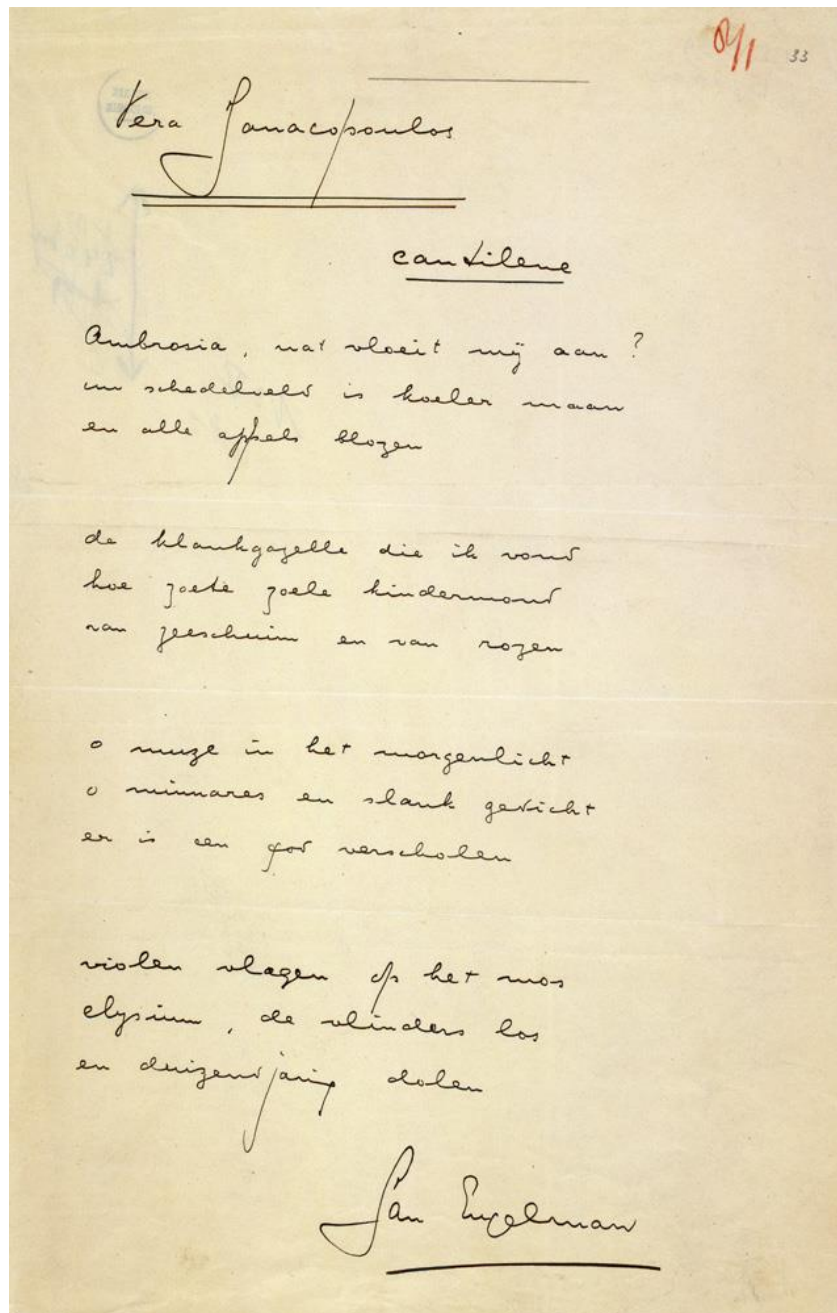 8/1 33
Vera Janacopoulos
cantilene
Ambrosia, wat vloeit mij aan?
uw schedelveld is koeler maan
en alle appels blozen
de klankgazelle die ik vond
hoe zoete zoele kindermond
van zeeschuim en van rozen
o muze in het morgenlicht
o minnares en slank gedicht
er is een god verscholen
violen vlagen op het mos
elysium, de vlinders los
en duizendjarig dolen
Jan Engelman